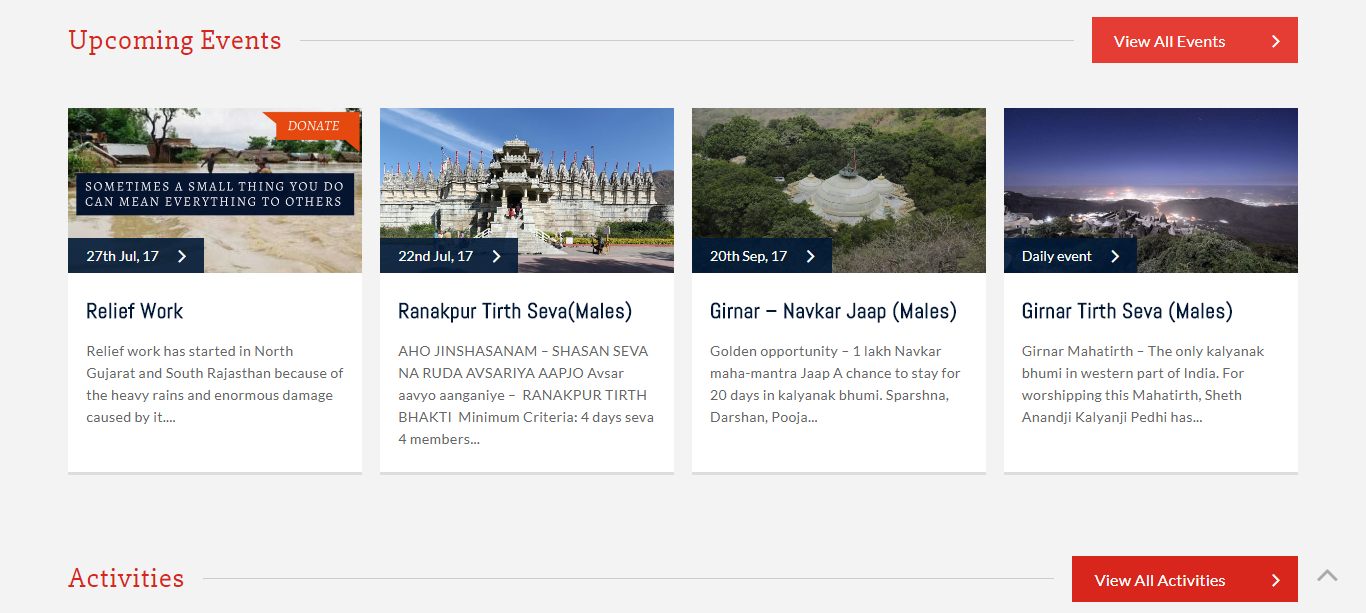 Upcoming Events
View All Events
DONATE
SOMETIMES A SMALL THING YOU DO
CAN MEAN EVERYTHING TO OTHERS
27th Jul, 17
Relief Work
Relief work has started in North
Gujarat and South Rajasthan because of
the heavy rains and enormous damage
caused by it....
22nd Jul, 17
Ranakpur Tirth Seva(Males)
AHO JINSHASANAM – SHASAN SEVA
NA RUDA AVSARIYA AAPJO Avsar
aavyo aanganiye – RANAKPUR TIRTH
BHAKTI Minimum Criteria: 4 days seva
4 members...
20th Sep, 17
Girnar – Navkar Jaap (Males)
Golden opportunity – 1 lakh Navkar
maha-mantra Jaap A chance to stay for
20 days in kalyanak bhumi. Sparshna,
Darshan, Pooja...
Daily event
Girnar Tirth Seva (Males)
Girnar Mahatirth – The only kalyanak
bhumi in western part of India. For
worshipping this Mahatirth, Sheth
Anandji Kalyanji Pedhi has...
Activities
View All Activities